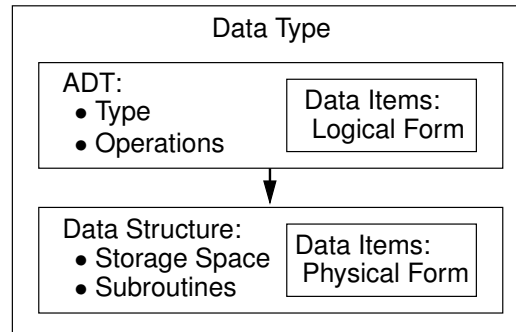 Data Type
ADT:
• Type
• Operations
Data Items:
Logical Form
Data Structure:
• Storage Space
• Subroutines
Data Items:
Physical Form